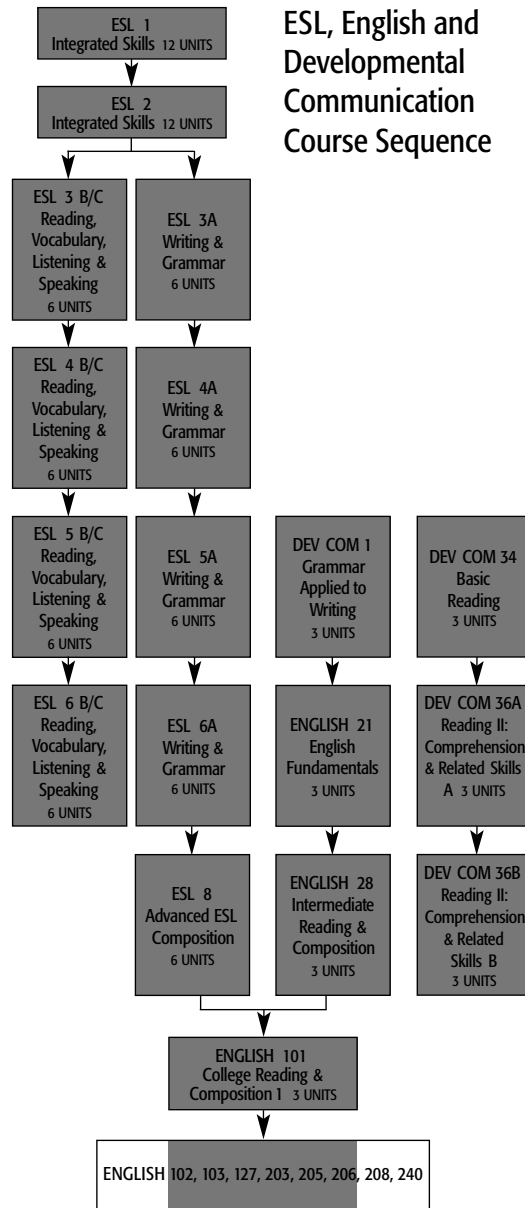 ESL, English and
Developmental
Communication
Course Sequence
ESL 1
Integrated Skills 12 UNITS
ESL 2
Integrated Skills 12 UNITS
ESL 3 B/C
Reading,
Vocabulary,
Listening &
Speaking
6 UNITS
ESL 3A
Writing &
Grammar
6 UNITS
ESL 4 B/C
Reading,
Vocabulary,
Listening &
Speaking
6 UNITS
ESL 4A
Writing &
Grammar
6 UNITS
ESL 5 B/C
Reading,
Vocabulary,
Listening &
Speaking
6 UNITS
ESL 5A
Writing &
Grammar
6 UNITS
DEV COM 1
Grammar
Applied to
Writing
3 UNITS
DEV COM 34
Basic
Reading
3 UNITS
ESL 6 B/C
Reading,
Vocabulary,
Listening &
Speaking
6 UNITS
ESL 6A
Writing &
Grammar
6 UNITS
ENGLISH 21
English
Fundamentals
3 UNITS
DEV COM 36A
Reading II:
Comprehension
& Related Skills
A 3 UNITS
ESL 8
Advanced ESL
Composition
6 UNITS
ENGLISH 28
Intermediate
Reading &
Composition
3 UNITS
DEV COM 36B
Reading II:
Comprehension
& Related
Skills B
3 UNITS
ENGLISH 101
College Reading &
Composition 1 3 UNITS
ENGLISH 102, 103, 127, 203, 205, 206, 208, 240